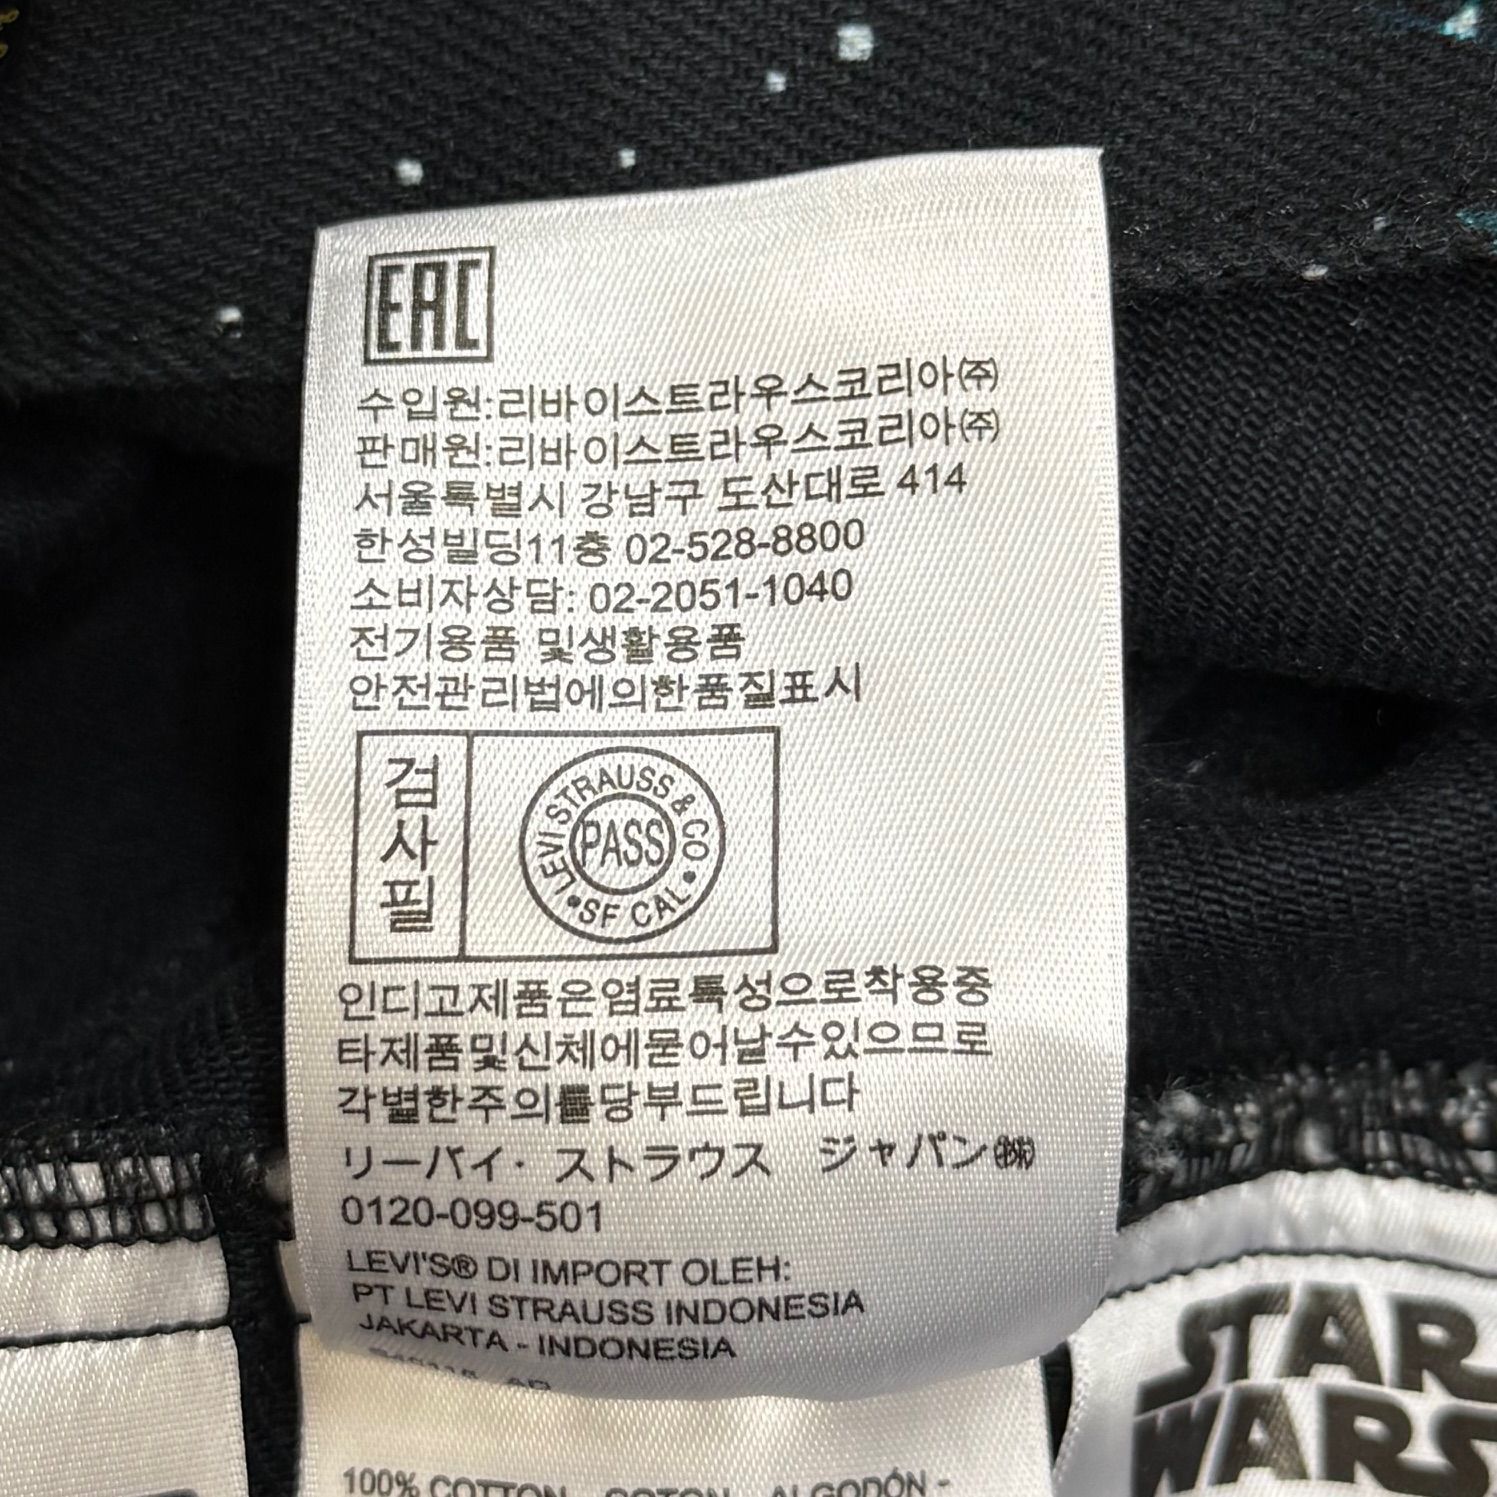 EAC
수입원:리바이스트라우스코리아㈜
판매원:리바이스트라우스코리아㈜
서울특별시 강남구 도산대로 414
한성빌딩11층 02-528-8800
소비자상담: 02-2051-1040
전기용품 및생활용품
안전관리법에의한품질표시
검
사
필
LEVI STRAUSS & CO
PASS
SF CAL
인디고제품은염료특성으로착용중
타제품및신체에묻어날수있으므로
각별한주의를당부드립니다
リーバイ・ストラウス ジャパン㈱
0120-099-501
LEVI'S® DI IMPORT OLEH:
PT LEVI STRAUSS INDONESIA
JAKARTA - INDONESIA
100% COTTON - COTON - ALGODÓN -
STAR
WARS